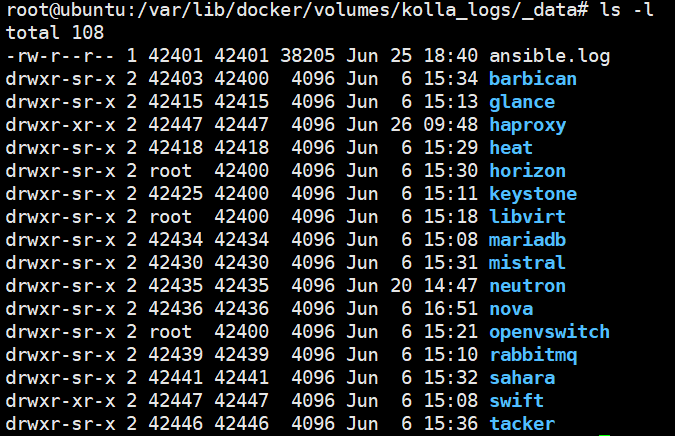 root@ubuntu:/var/lib/docker/volumes/kolla_logs/_data# ls -l
total 108
-rw-r--r-- 1 42401 42401 38205 Jun 25 18:40 ansible.log
drwxr-sr-x 2 42403 42400  4096 Jun  6 15:34 barbican
drwxr-sr-x 2 42415 42415  4096 Jun  6 15:13 glance
drwxr-xr-x 2 42447 42447  4096 Jun 26 09:48 haproxy
drwxr-sr-x 2 42418 42418  4096 Jun  6 15:29 heat
drwxr-sr-x 2 root  42400  4096 Jun  6 15:30 horizon
drwxr-sr-x 2 42425 42400  4096 Jun  6 15:11 keystone
drwxr-sr-x 2 root  42400  4096 Jun  6 15:18 libvirt
drwxr-sr-x 2 42434 42434  4096 Jun  6 15:08 mariadb
drwxr-sr-x 2 42430 42430  4096 Jun  6 15:31 mistral
drwxr-sr-x 2 42435 42435  4096 Jun 20 14:47 neutron
drwxr-sr-x 2 42436 42436  4096 Jun  6 16:51 nova
drwxr-sr-x 2 root  42400  4096 Jun  6 15:21 openvswitch
drwxr-sr-x 2 42439 42439  4096 Jun  6 15:10 rabbitmq
drwxr-sr-x 2 42441 42441  4096 Jun  6 15:32 sahara
drwxr-xr-x 2 42447 42447  4096 Jun  6 15:08 swift
drwxr-sr-x 2 42446 42446  4096 Jun  6 15:36 tacker